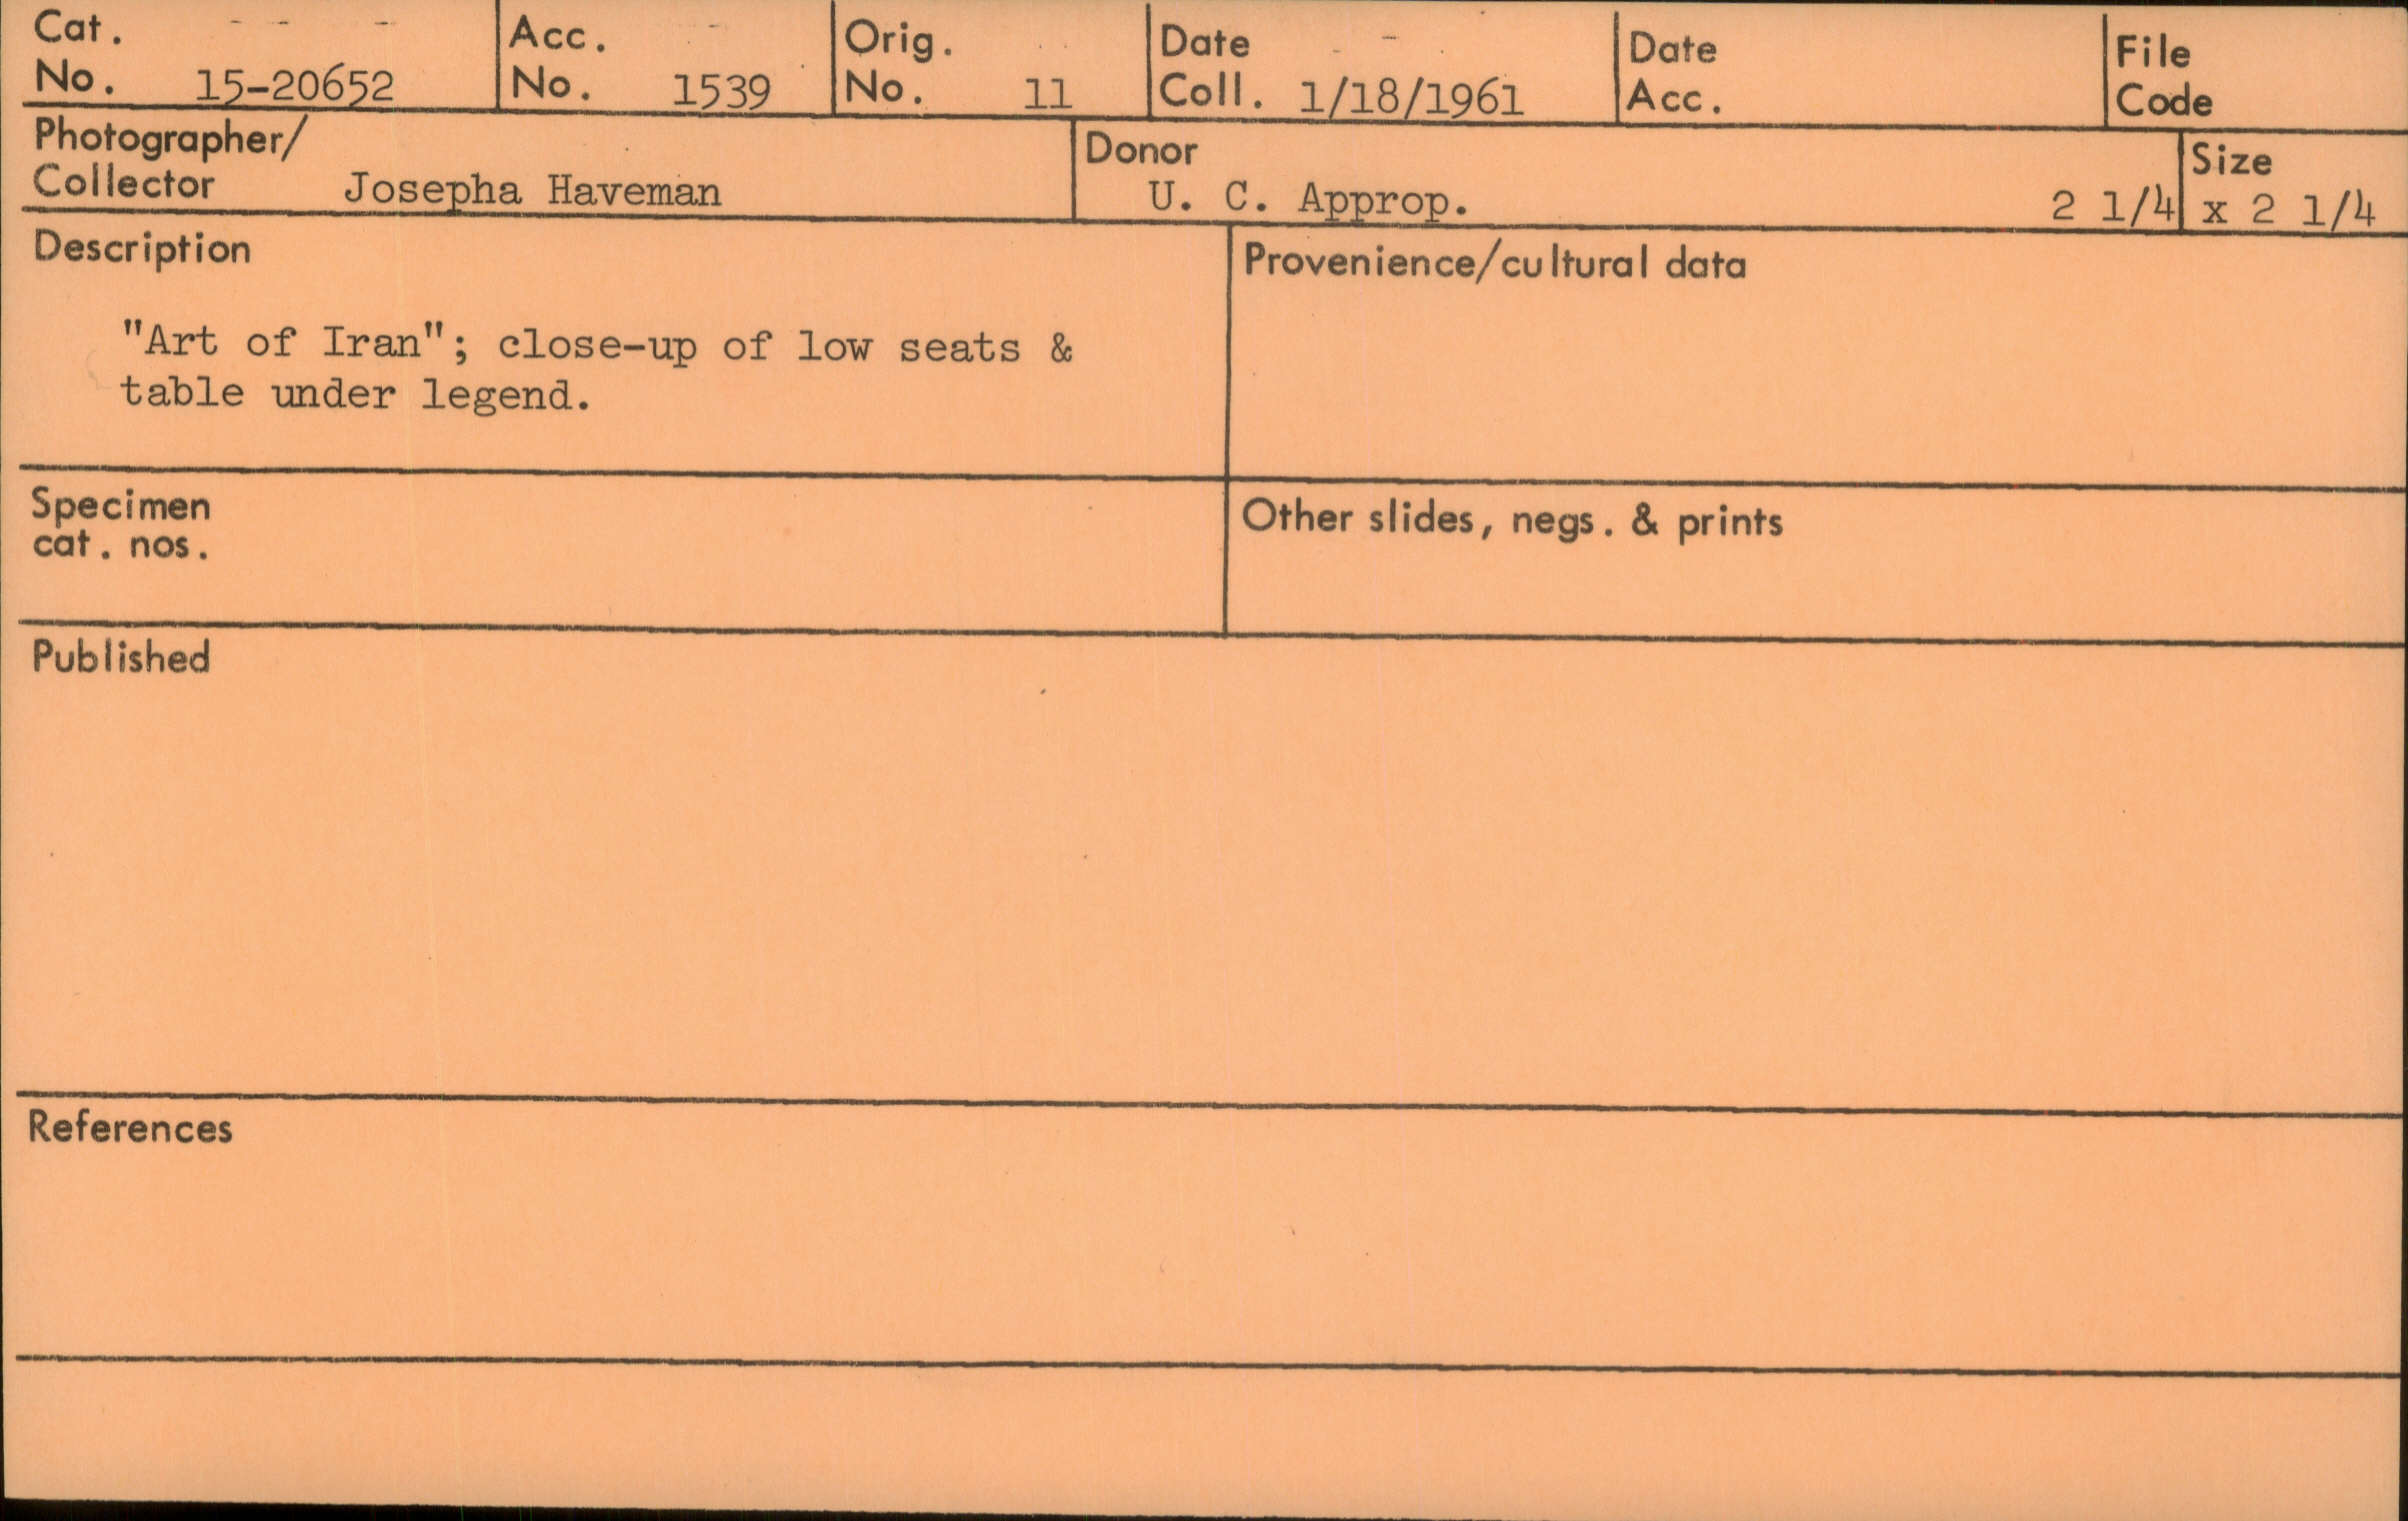 Cat. No. 15-20652
Acc. No. 1539
Orig. No. 11
Date Coll. 1/18/1961
Date Acc.
File Code
Photographer/ Collector Josepha Haveman
Donor U. C. Approp.
Size 2 1/4 x 2 1/4
Description
"Art of Iran"; close-up of low seats &
table under legend.
Provenience/cultural data
Specimen
cat. nos.
Other slides, negs. & prints
Published
References